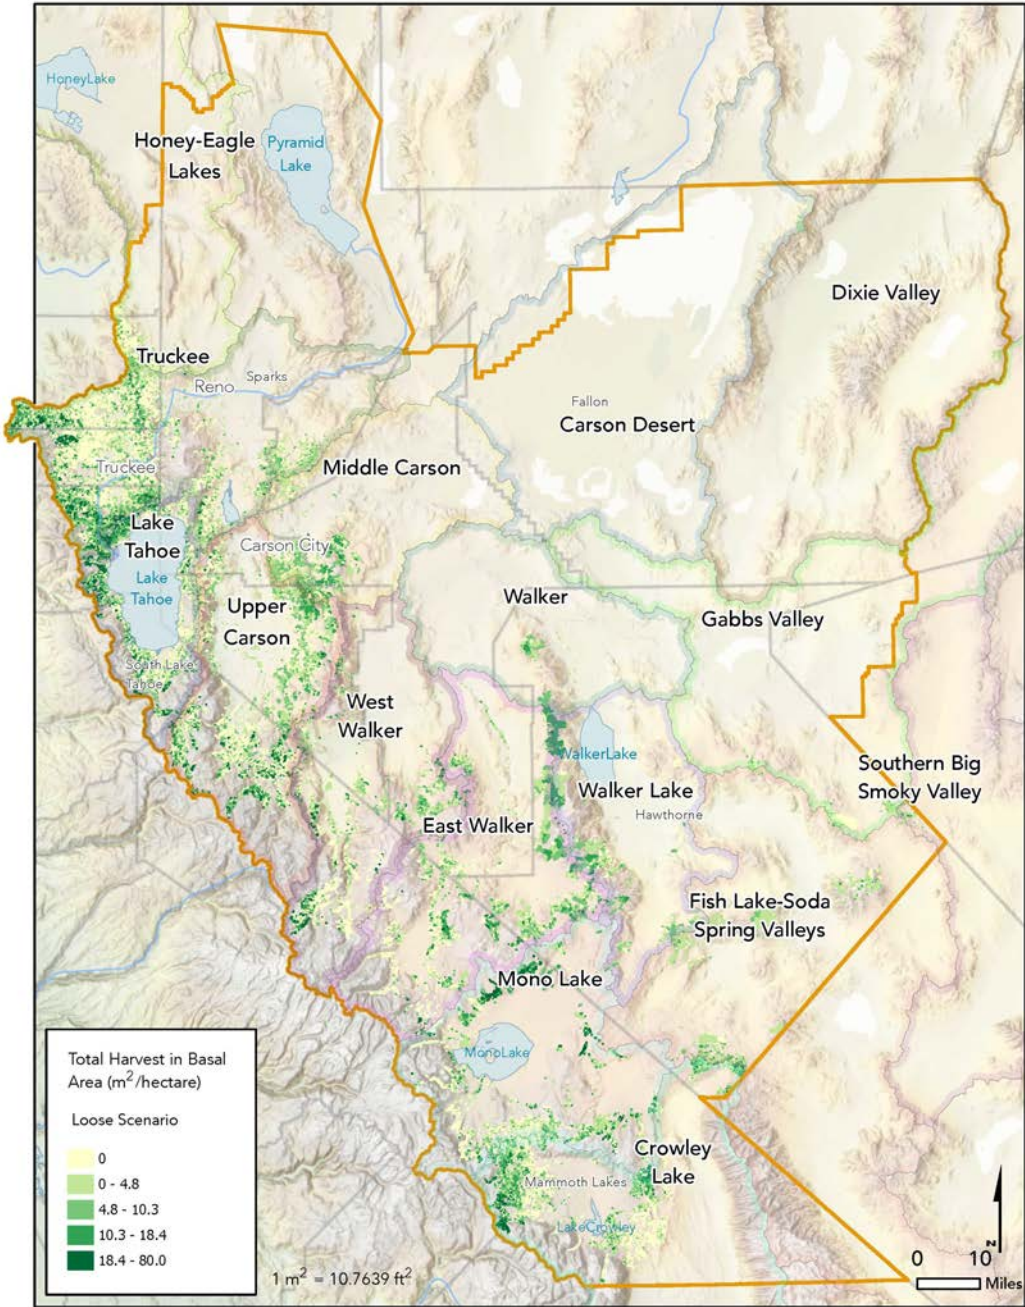 HoneyLake
Honey-Eagle
Lakes
Pyramid
Lake
Dixie Valley
Truckee
Reno
Sparks
Fallon
Carson Desert
Truckee
Middle Carson
Lake
Tahoe
Lake
Tahoe
Carson City
Upper
Carson
Walker
Gabbs Valley
South Lake
Tahoe
West
Walker
WalkerLake
Walker Lake
Hawthorne
Southern Big
Smoky Valley
East Walker
Fish Lake-Soda
Spring Valleys
Mono Lake
MonoLake
Crowley
Lake
Mammoth Lakes
LakeCrowley
Total Harvest in Basal
Area (m²/hectare)
Loose Scenario
0
0 - 4.8
4.8 - 10.3
10.3 - 18.4
18.4 - 80.0
1 m² = 10.7639 ft²
N
0 10
Miles